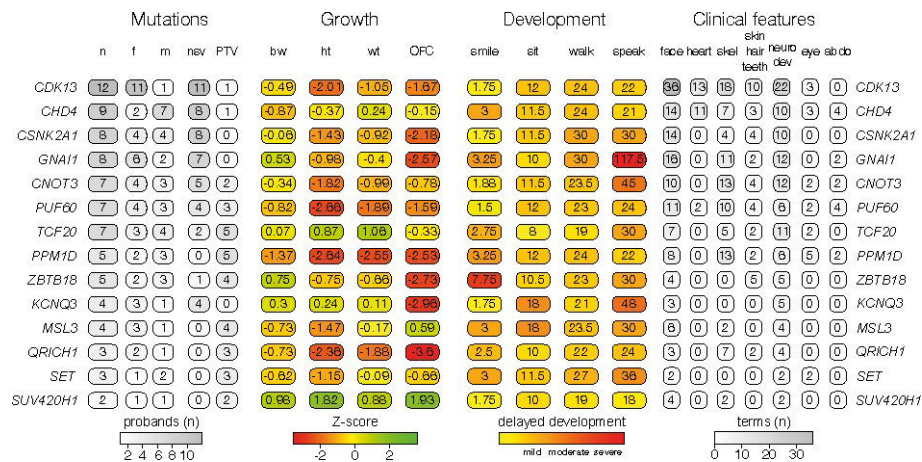 Mutations Growth Development Clinical features
n f m nsv PTV bw ht wt OFC smile sit walk speak face heart skel skin hair teeth neuro dev eye abdo
CDK13 12 11 1 11 1 -0.49 -2.01 -1.05 -1.67 1.75 12 24 22 36 13 18 10 22 3 0 CDK13
CHD4 9 2 7 8 1 -0.87 -0.37 0.24 -0.15 3 11.5 24 21 14 11 7 3 10 3 4 CHD4
CSNK2A1 8 4 4 8 0 -0.06 -1.43 -0.92 -2.18 1.75 11.5 30 30 14 0 4 4 10 0 0 CSNK2A1
GNAI1 8 6 2 7 0 0.53 -0.98 -0.4 -2.57 3.25 10 30 117.5 16 0 11 2 12 0 2 GNAI1
CNOT3 7 4 3 5 2 -0.34 -1.82 -0.99 -0.78 1.88 11.5 23.5 45 10 0 13 4 12 2 2 CNOT3
PUF60 7 4 3 4 3 -0.82 -2.66 -1.89 -1.59 1.5 12 23 24 11 2 10 4 6 2 4 PUF60
TCF20 7 3 4 2 5 0.07 0.87 1.06 -0.33 2.75 8 19 30 7 0 5 2 11 2 0 TCF20
PPM1D 5 2 3 0 5 -1.37 -2.64 -2.55 -2.53 3.25 12 24 22 8 0 13 2 6 5 2 PPM1D
ZBTB18 5 2 3 1 4 0.75 -0.75 -0.66 -2.73 7.75 10.5 23 30 4 0 0 5 5 0 0 ZBTB18
KCNQ3 4 1 3 4 0 0.3 0.24 0.11 -2.96 1.75 18 21 48 3 0 0 0 5 0 0 KCNQ3
MSL3 4 3 1 0 4 -0.73 -1.47 -0.17 0.59 3 18 23.5 30 6 0 2 0 4 0 0 MSL3
QRICH1 3 2 1 0 3 -0.73 -2.36 -1.88 -3.6 2.5 10 22 24 3 0 7 2 4 0 0 QRICH1
SET 3 1 2 0 3 -0.62 -1.15 -0.09 -0.66 3 11.5 27 36 0 0 0 0 2 2 0 SET
SUV420H1 2 1 1 0 2 0.98 1.82 0.88 1.93 1.75 10 19 18 4 0 2 0 2 0 0 SUV420H1
probands (n) Z-score delayed development terms (n)
2 4 6 8 10 -2 0 2 mild moderate severe 0 10 20 30